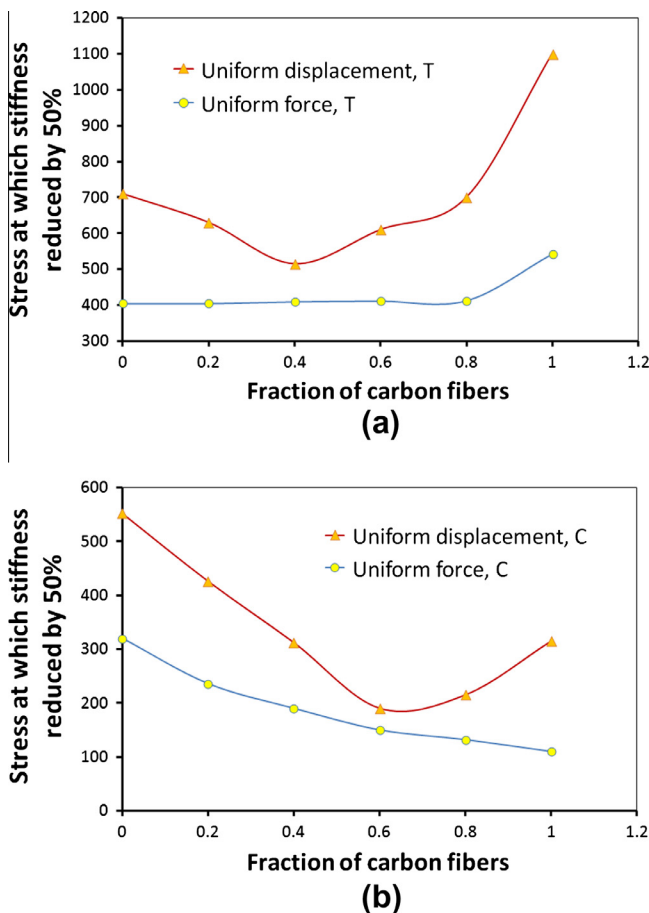 1200
1100
1000
900
800
700
600
500
400
300
Stress at which stiffness
reduced by 50%
Uniform displacement, T
Uniform force, T
0 0.2 0.4 0.6 0.8 1 1.2
Fraction of carbon fibers
(a)
600
500
400
300
200
100
0
Stress at which stiffness
reduced by 50%
Uniform displacement, C
Uniform force, C
0 0.2 0.4 0.6 0.8 1 1.2
Fraction of carbon fibers
(b)